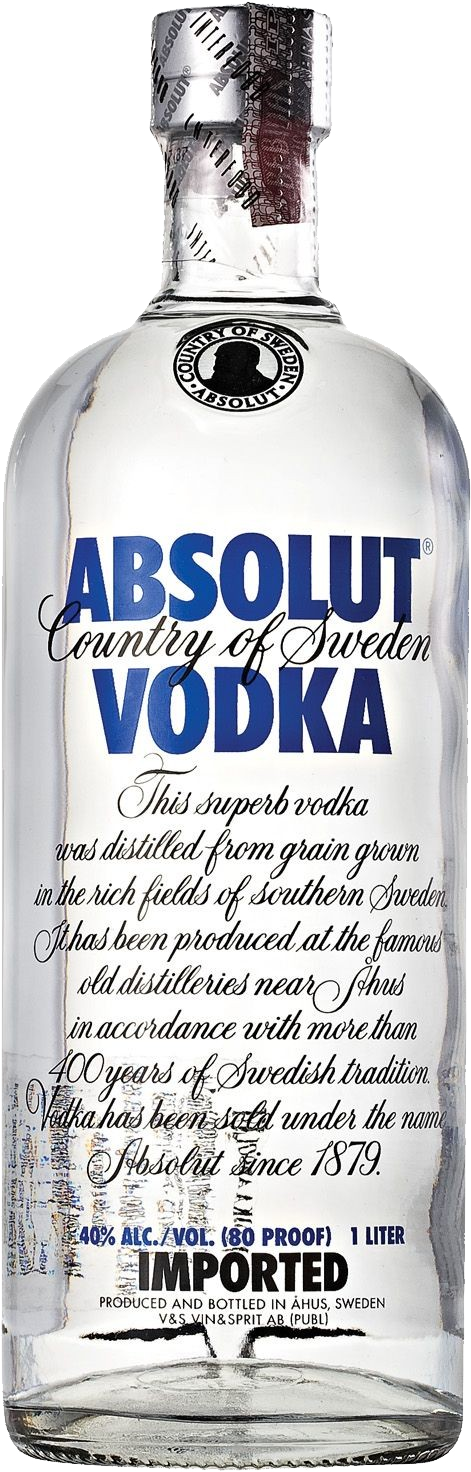 ABSOLUT
INTEREDED
COUNTRY OF SWEDEN
·ABSOLUT·
ABSOLUT®
Country of Sweden
VODKA
This superb vodka
was distilled from grain grown
in the rich fields of southern Sweden.
It has been produced at the famous
old distilleries near Åhus
in accordance with more than
400 years of Swedish tradition.
Vodka has been sold under the name
Absolut since 1879.
40% ALC./VOL. (80 PROOF) 1 LITER
IMPORTED
PRODUCED AND BOTTLED IN ÅHUS, SWEDEN
V&S VIN&SPRIT AB (PUBL)